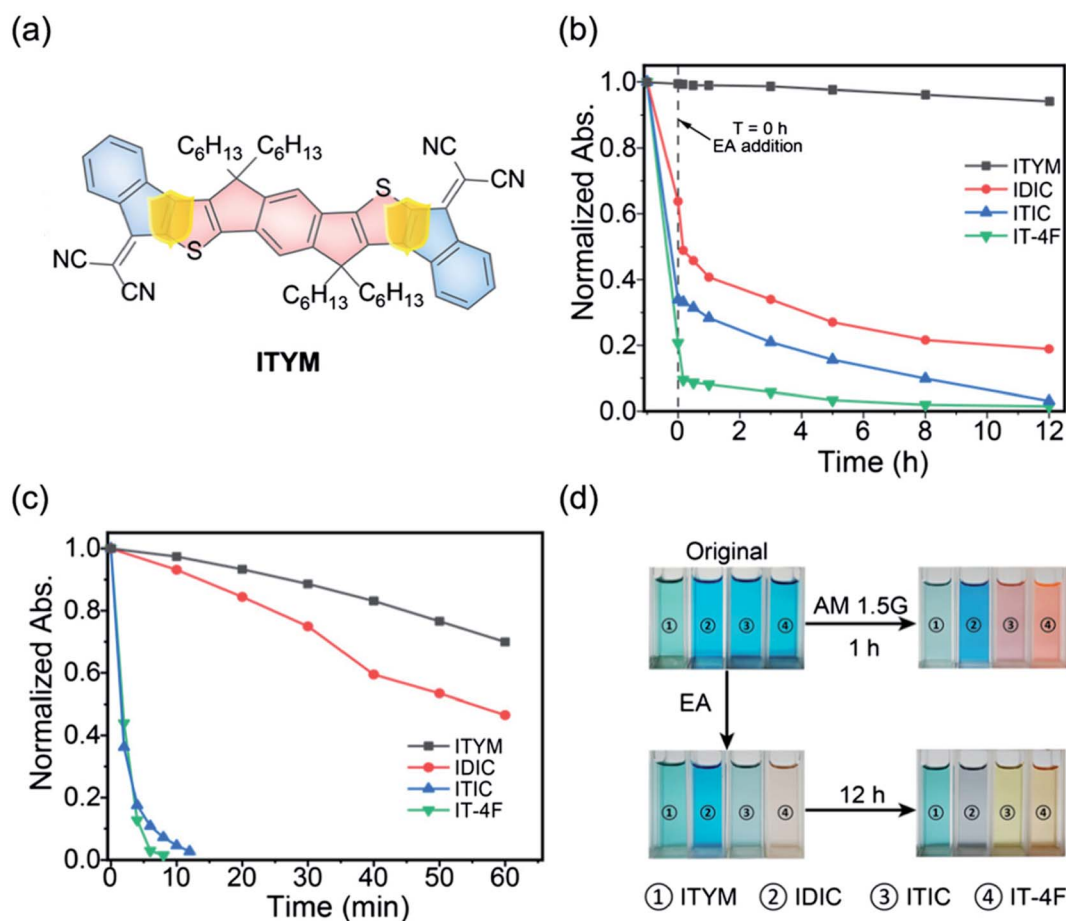 (a)
C₆H₁₃ C₆H₁₃
NC
CN
S
S
NC
CN
C₆H₁₃ C₆H₁₃
ITYM
(b)
Normalized Abs.
1.0
0.8
0.6
0.4
0.2
0.0
T = 0 h
EA addition
ITYM
IDIC
ITIC
IT-4F
0 2 4 6 8 10 12
Time (h)
(c)
Normalized Abs.
1.0
0.8
0.6
0.4
0.2
0.0
ITYM
IDIC
ITIC
IT-4F
0 10 20 30 40 50 60
Time (min)
(d)
Original
① ② ③ ④
AM 1.5G
1 h
① ② ③ ④
EA
① ② ③ ④
12 h
① ② ③ ④
① ITYM ② IDIC ③ ITIC ④ IT-4F